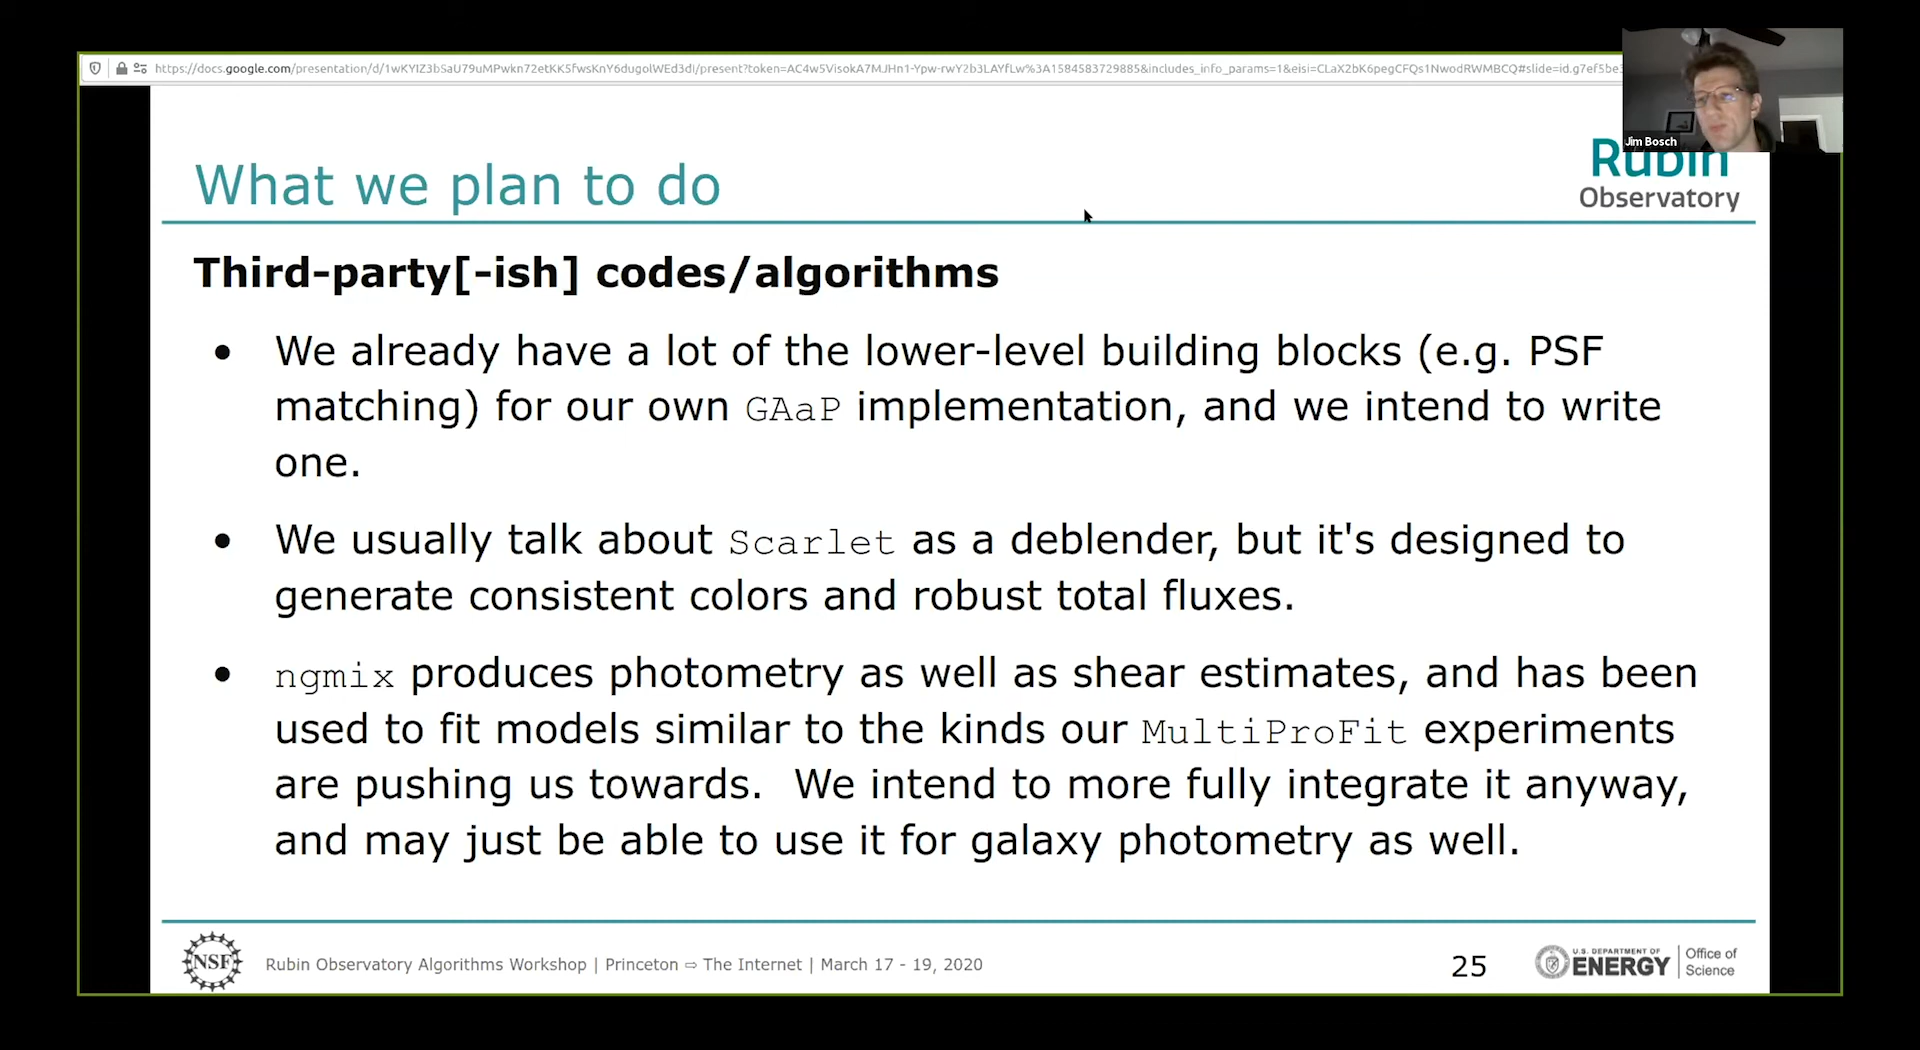 https://docs.google.com/presentation/d/1wKYIZ3bSaU79uMPwkn72etKK5fwsKnY6dugolWEd3dI/present?token=AC4w5VisokA7MJHn1-Ypw-rwY2b3LAYfLw%3A1584583729885&includes_info_params=1&eisi=CLaX2bK6pegCFQs1NwodRWMBCQ#slide=id.g7ef5be
Jim Bosch
Rubin
Observatory
What we plan to do
Third-party[-ish] codes/algorithms
• We already have a lot of the lower-level building blocks (e.g. PSF
matching) for our own GAaP implementation, and we intend to write
one.
• We usually talk about Scarlet as a deblender, but it's designed to
generate consistent colors and robust total fluxes.
• ngmix produces photometry as well as shear estimates, and has been
used to fit models similar to the kinds our MultiProFit experiments
are pushing us towards.  We intend to more fully integrate it anyway,
and may just be able to use it for galaxy photometry as well.
NSF
Rubin Observatory Algorithms Workshop | Princeton ⇨ The Internet | March 17 - 19, 2020
25
U.S. DEPARTMENT OF
ENERGY
Office of
Science